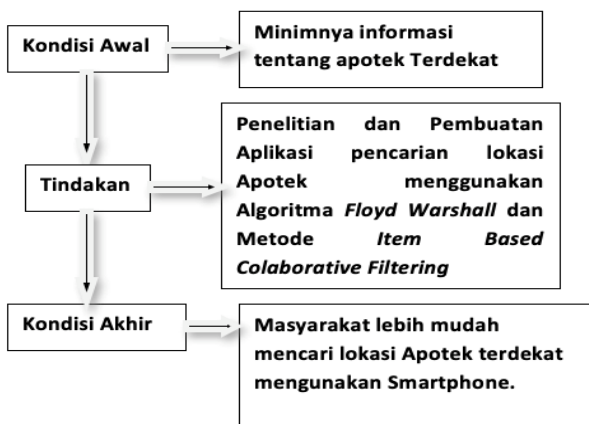 Kondisi Awal
Minimnya informasi
tentang apotek Terdekat
Tindakan
Penelitian dan Pembuatan
Aplikasi pencarian lokasi
Apotek menggunakan
Algoritma Floyd Warshall dan
Metode Item Based
Colaborative Filtering
Kondisi Akhir
Masyarakat lebih mudah
mencari lokasi Apotek terdekat
mengunakan Smartphone.